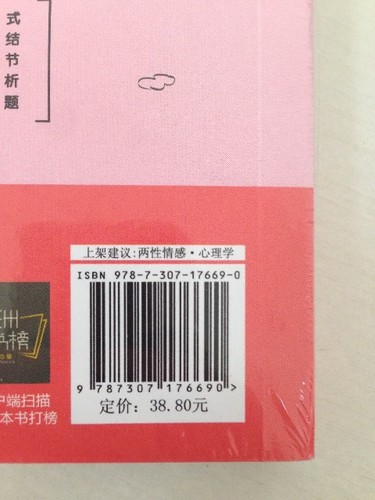 式
结
节
析
题
上架建议:两性情感·心理学
ISBN 978-7-307-17669-0
9 787307 176690 >
定价: 38.80元
榜
户端扫描
本书打榜